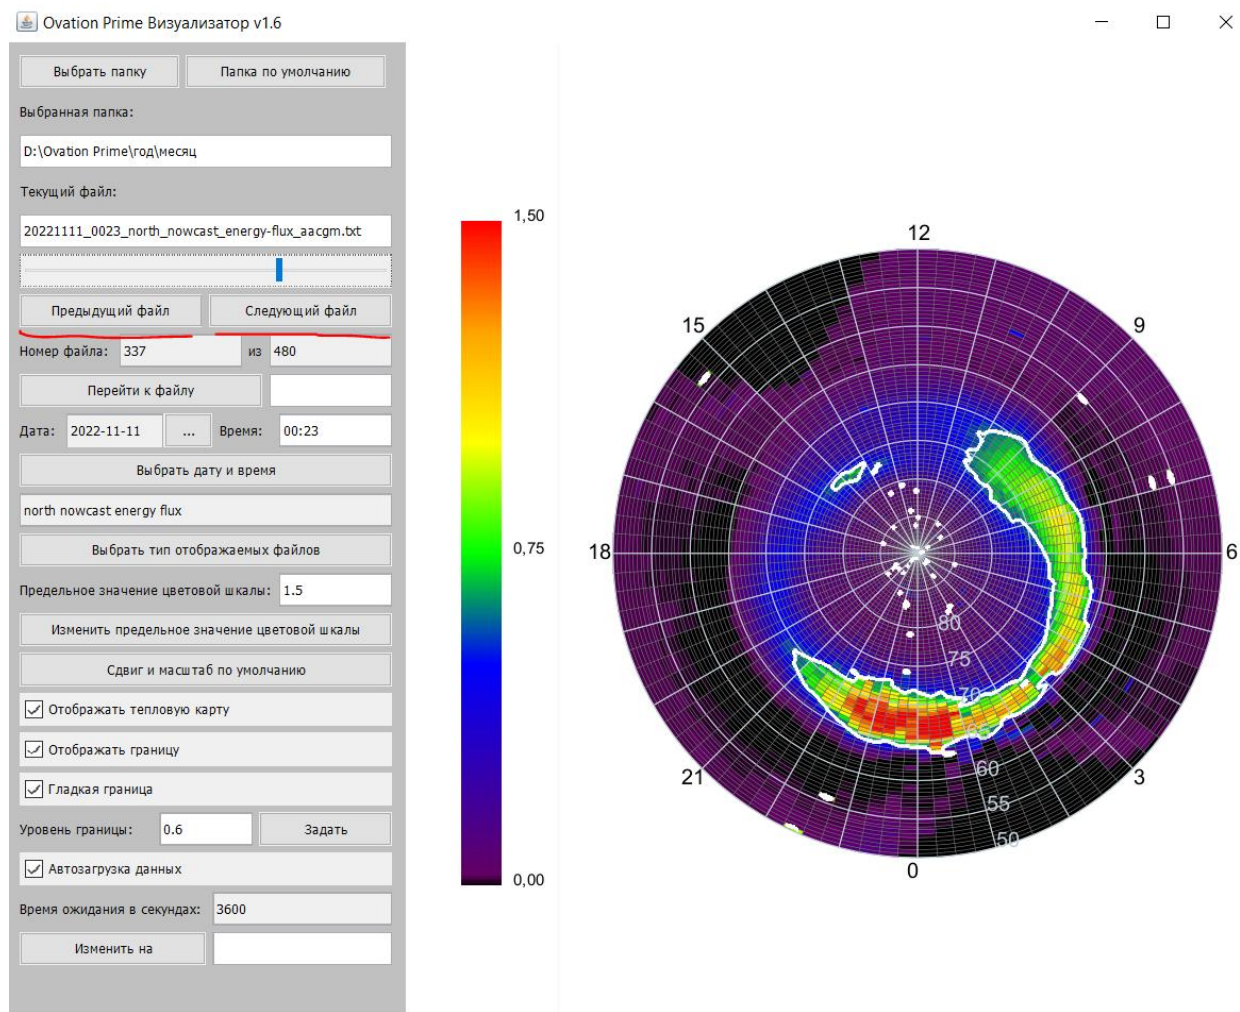 Ovation Prime Визуализатор v1.6
Выбрать папку
Папка по умолчанию
Выбранная папка:
D:\Ovation Prime\год\месяц
Текущий файл:
20221111_0023_north_nowcast_energy-flux_aacgm.txt
Предыдущий файл
Следующий файл
Номер файла: 337 из 480
Перейти к файлу
Дата: 2022-11-11 ... Время: 00:23
Выбрать дату и время
north nowcast energy flux
Выбрать тип отображаемых файлов
Предельное значение цветовой шкалы: 1.5
Изменить предельное значение цветовой шкалы
Сдвиг и масштаб по умолчанию
Отображать тепловую карту
Отображать границу
Гладкая граница
Уровень границы: 0.6 Задать
Автозагрузка данных
Время ожидания в секундах: 3600
Изменить на
1,50
0,75
0,00
12
15
9
18
6
80
75
70
65
60
55
50
21
3
0